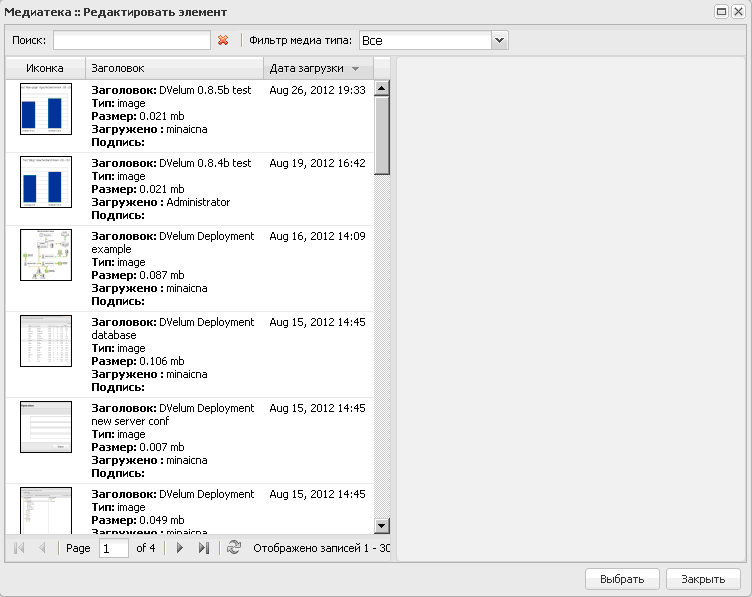 Медиатека :: Редактировать элемент
Поиск: Фильтр медиа типа: Все
Иконка Заголовок Дата загрузки
Заголовок: DVelum 0.8.5b test Aug 26, 2012 19:33
Тип: image
Размер: 0.021 mb
Загружено : minaicna
Подпись:
Заголовок: DVelum 0.8.4b test Aug 19, 2012 16:42
Тип: image
Размер: 0.021 mb
Загружено : Administrator
Подпись:
Заголовок: DVelum Deployment Aug 16, 2012 14:09
example
Тип: image
Размер: 0.087 mb
Загружено : minaicna
Подпись:
Заголовок: DVelum Deployment Aug 15, 2012 14:45
database
Тип: image
Размер: 0.106 mb
Загружено : minaicna
Подпись:
Заголовок: DVelum Deployment Aug 15, 2012 14:45
new server conf
Тип: image
Размер: 0.007 mb
Загружено : minaicna
Подпись:
Заголовок: DVelum Deployment Aug 15, 2012 14:45
Тип: image
Размер: 0.049 mb
Загружено : minaicna
Page 1 of 4 Отображено записей 1 - 30
Выбрать Закрыть